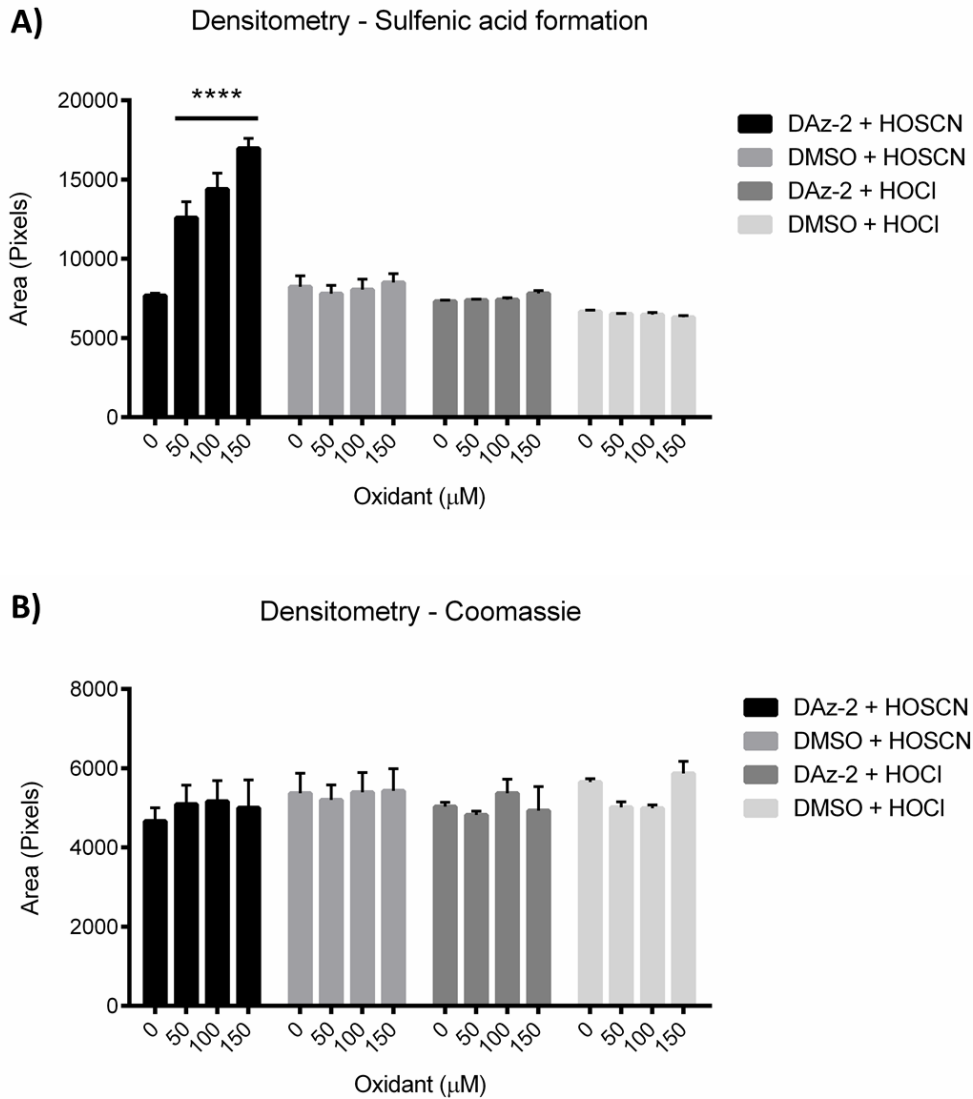 A)
Densitometry - Sulfenic acid formation
****
20000
15000
10000
5000
0
Area (Pixels)
0 50 100 150 0 50 100 150 0 50 100 150 0 50 100 150
Oxidant (μM)
DAz-2 + HOSCN
DMSO + HOSCN
DAz-2 + HOCl
DMSO + HOCl
B)
Densitometry - Coomassie
8000
6000
4000
2000
0
Area (Pixels)
0 50 100 150 0 50 100 150 0 50 100 150 0 50 100 150
Oxidant (μM)
DAz-2 + HOSCN
DMSO + HOSCN
DAz-2 + HOCl
DMSO + HOCl